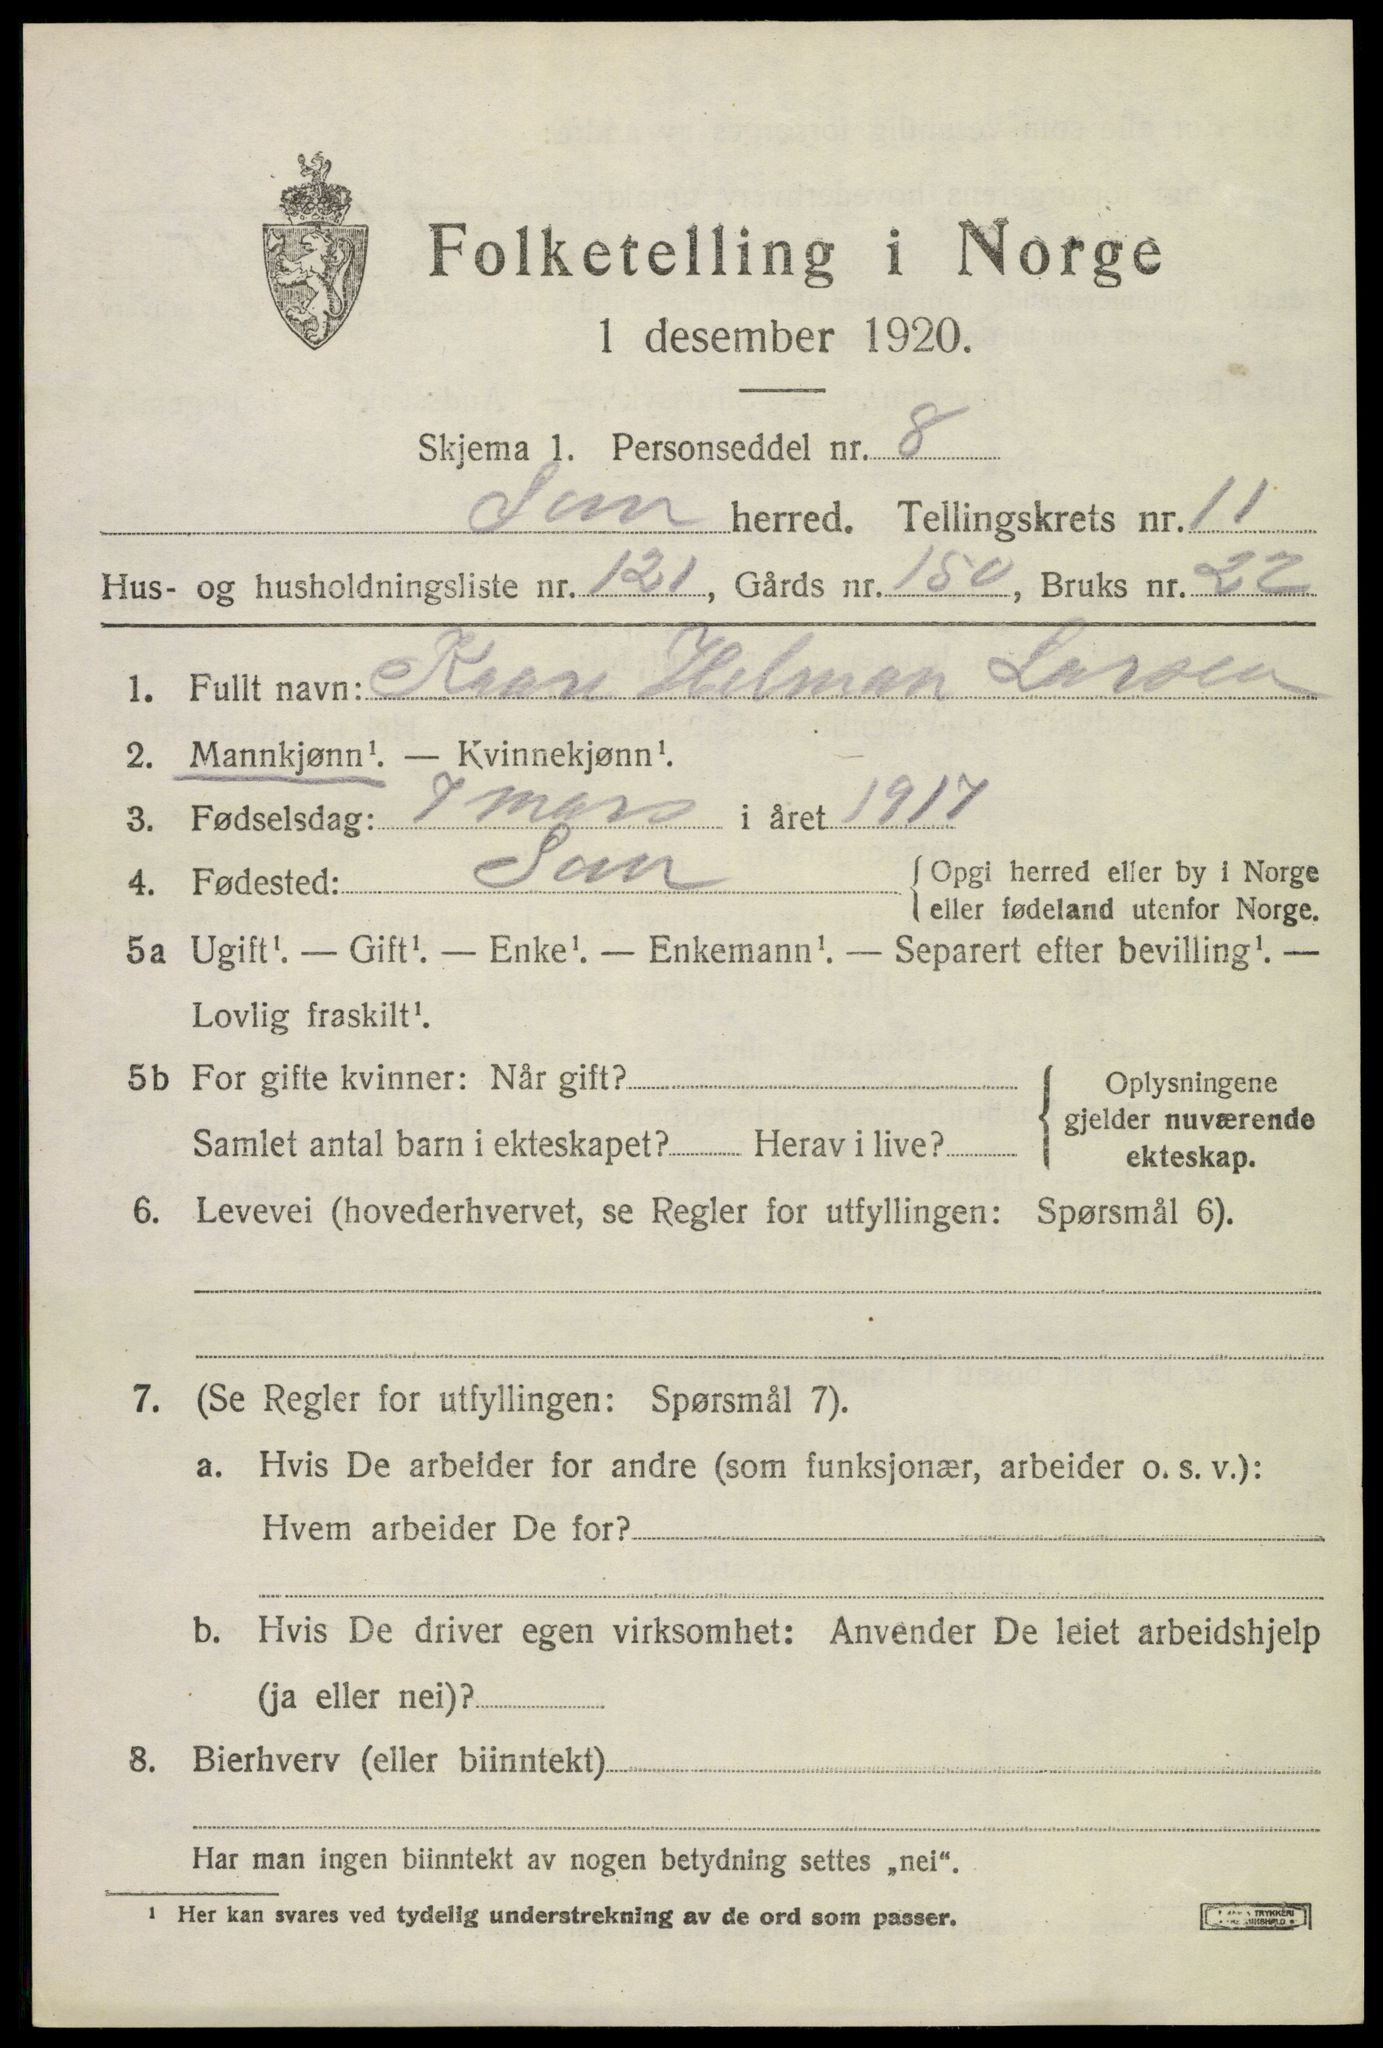 Folketelling i Norge
1 desember 1920.
Skjema 1. Personseddel nr. 8
Sem herred. Tellingskrets nr. 11
Hus- og husholdningsliste nr. 121, Gårds nr. 150, Bruks nr. 22
1. Fullt navn: Kaare Helman Larsen
2. Mannkjønn¹. — Kvinnekjønn¹.
3. Fødselsdag: 7 mars i året 1917
4. Fødested: Sem { Opgi herred eller by i Norge
eller fødeland utenfor Norge.
5a Ugift¹. — Gift¹. — Enke¹. — Enkemann¹. — Separert efter bevilling¹. —
Lovlig fraskilt¹.
5b For gifte kvinner: Når gift?
Samlet antal barn i ekteskapet? Herav i live?
{ Oplysningene
gjelder nuværende
ekteskap.
6. Levevei (hovederhvervet, se Regler for utfyllingen: Spørsmål 6).
7. (Se Regler for utfyllingen: Spørsmål 7).
a. Hvis De arbeider for andre (som funksjonær, arbeider o. s. v.):
Hvem arbeider De for?
b. Hvis De driver egen virksomhet: Anvender De leiet arbeidshjelp
(ja eller nei)?
8. Bierhverv (eller biinntekt)
Har man ingen biinntekt av nogen betydning settes „nei“.
¹ Her kan svares ved tydelig understrekning av de ord som passer.
TRYKKERI